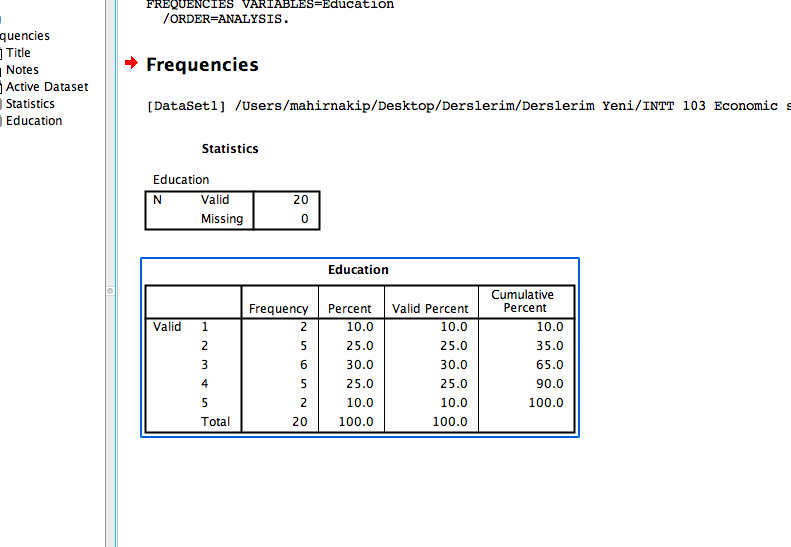 FREQUENCIES VARIABLES=Education
/ORDER=ANALYSIS.
quencies
Title
Notes
Active Dataset
Statistics
Education
Frequencies
[DataSet1] /Users/mahirnakip/Desktop/Derslerim/Derslerim Yeni/INTT 103 Economic s
Statistics
Education
N Valid 20
Missing 0
Education
Frequency Percent Valid Percent Cumulative Percent
Valid 1 2 10.0 10.0 10.0
2 5 25.0 25.0 35.0
3 6 30.0 30.0 65.0
4 5 25.0 25.0 90.0
5 2 10.0 10.0 100.0
Total 20 100.0 100.0